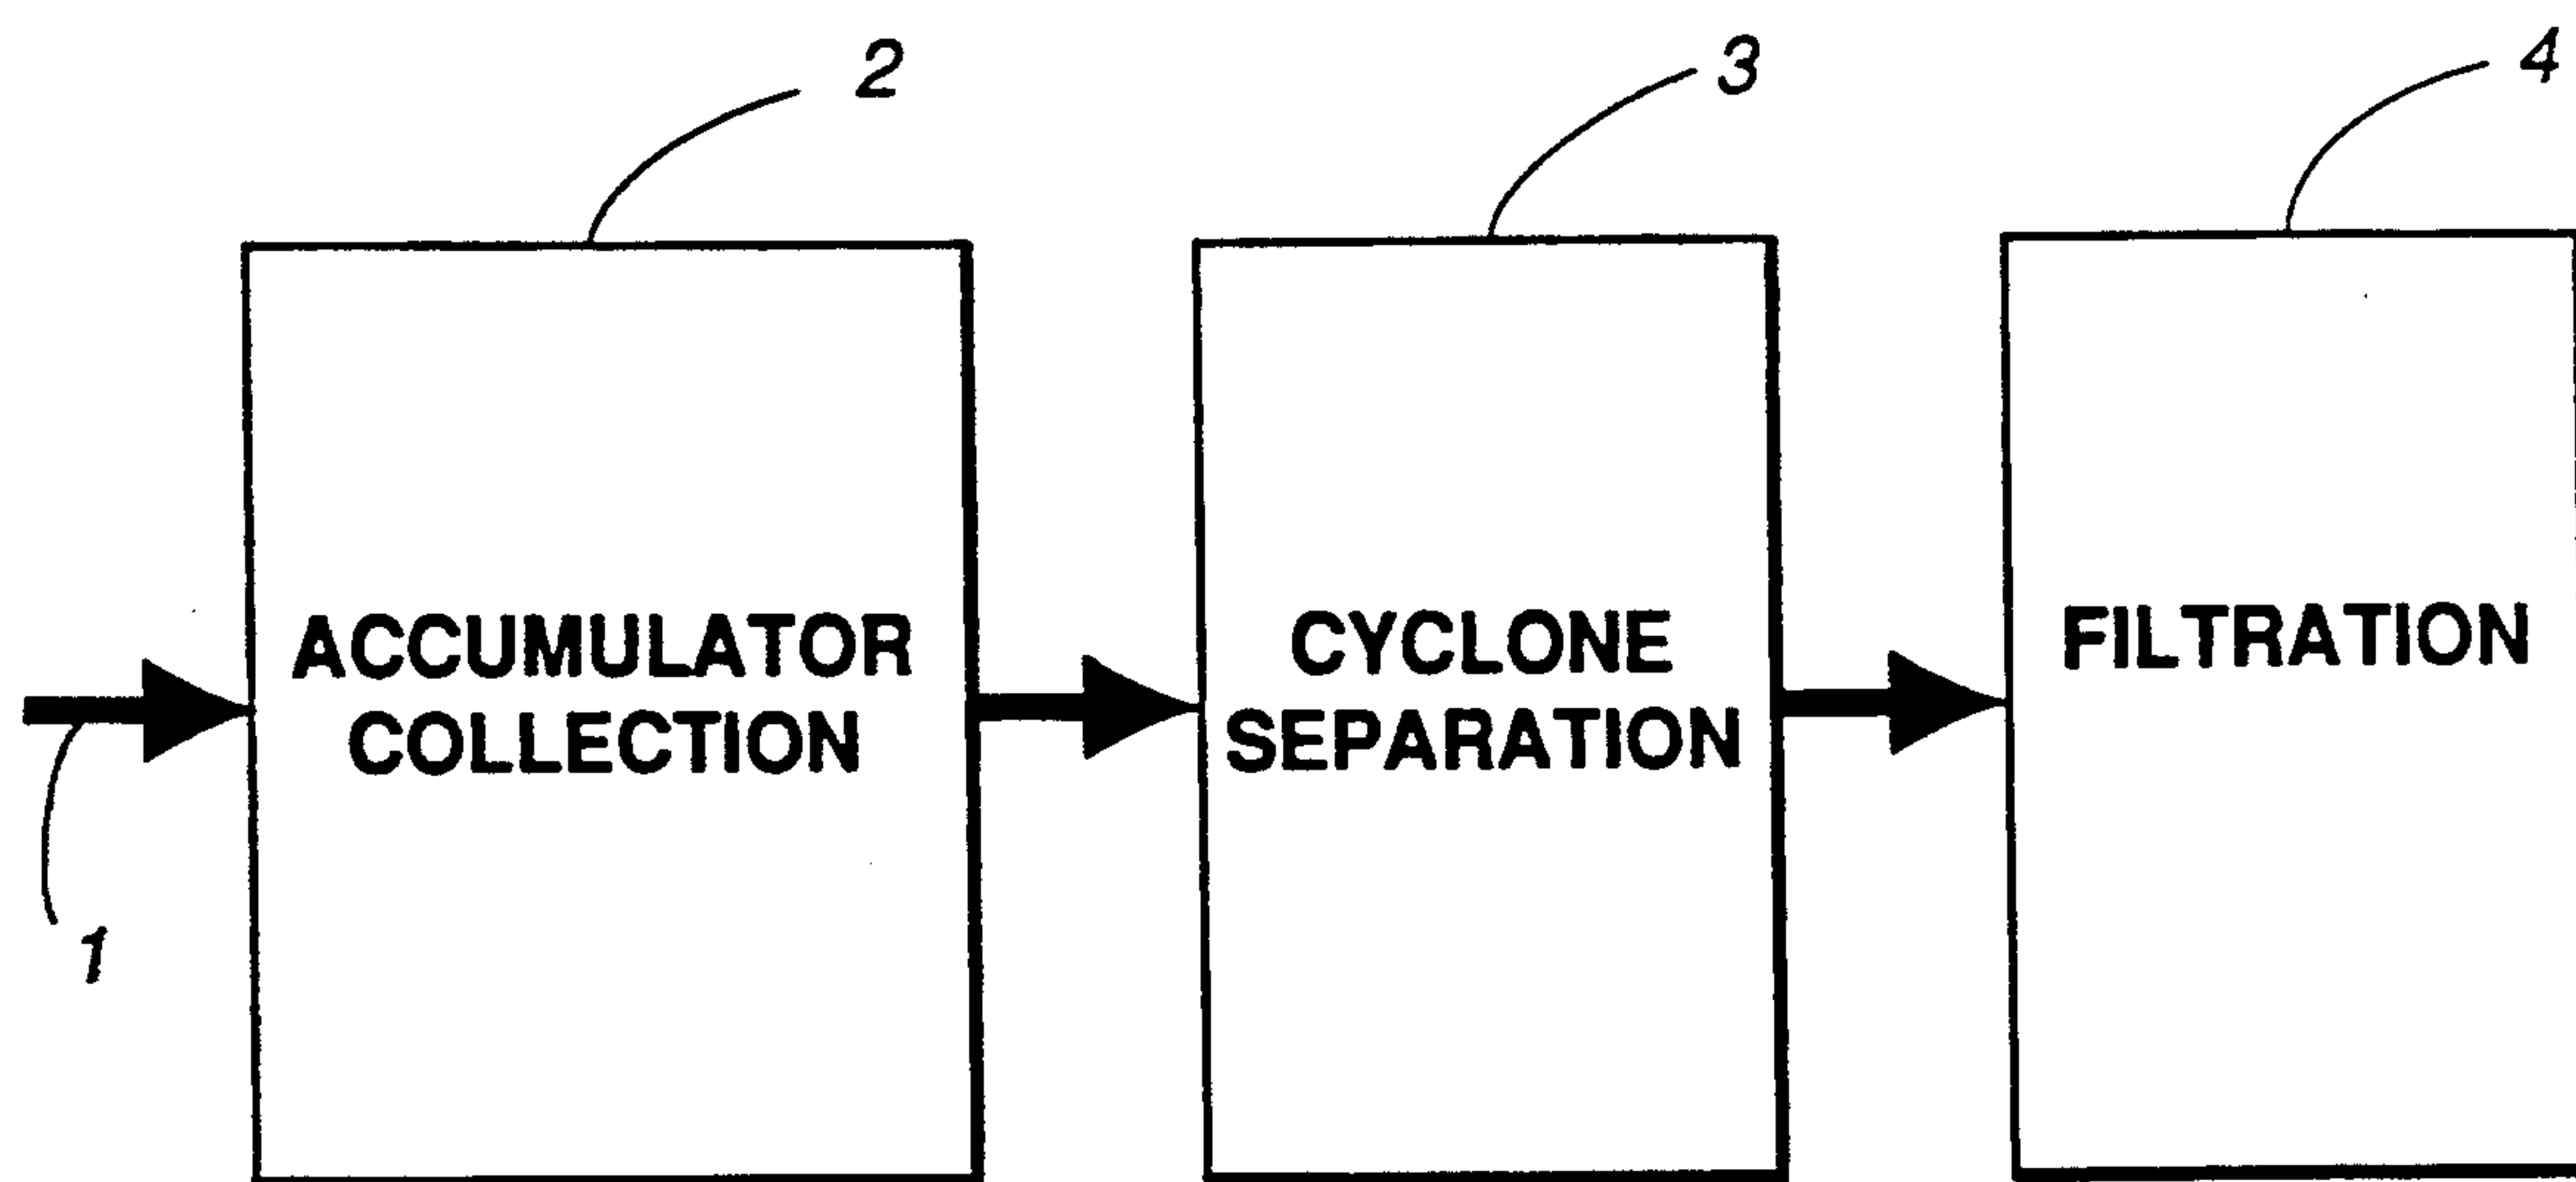 2
3
4
ACCUMULATOR
COLLECTION
CYCLONE
SEPARATION
FILTRATION
1